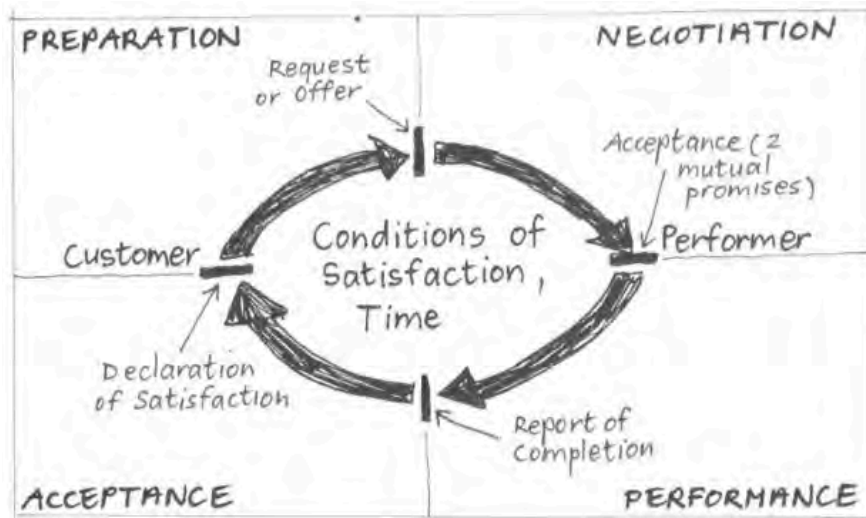 PREPARATION
NEGOTIATION
Request
or Offer
Acceptance (2
mutual
promises)
Customer
Conditions of
Satisfaction,
Time
Performer
Declaration
of Satisfaction
Report of
Completion
ACCEPTANCE
PERFORMANCE